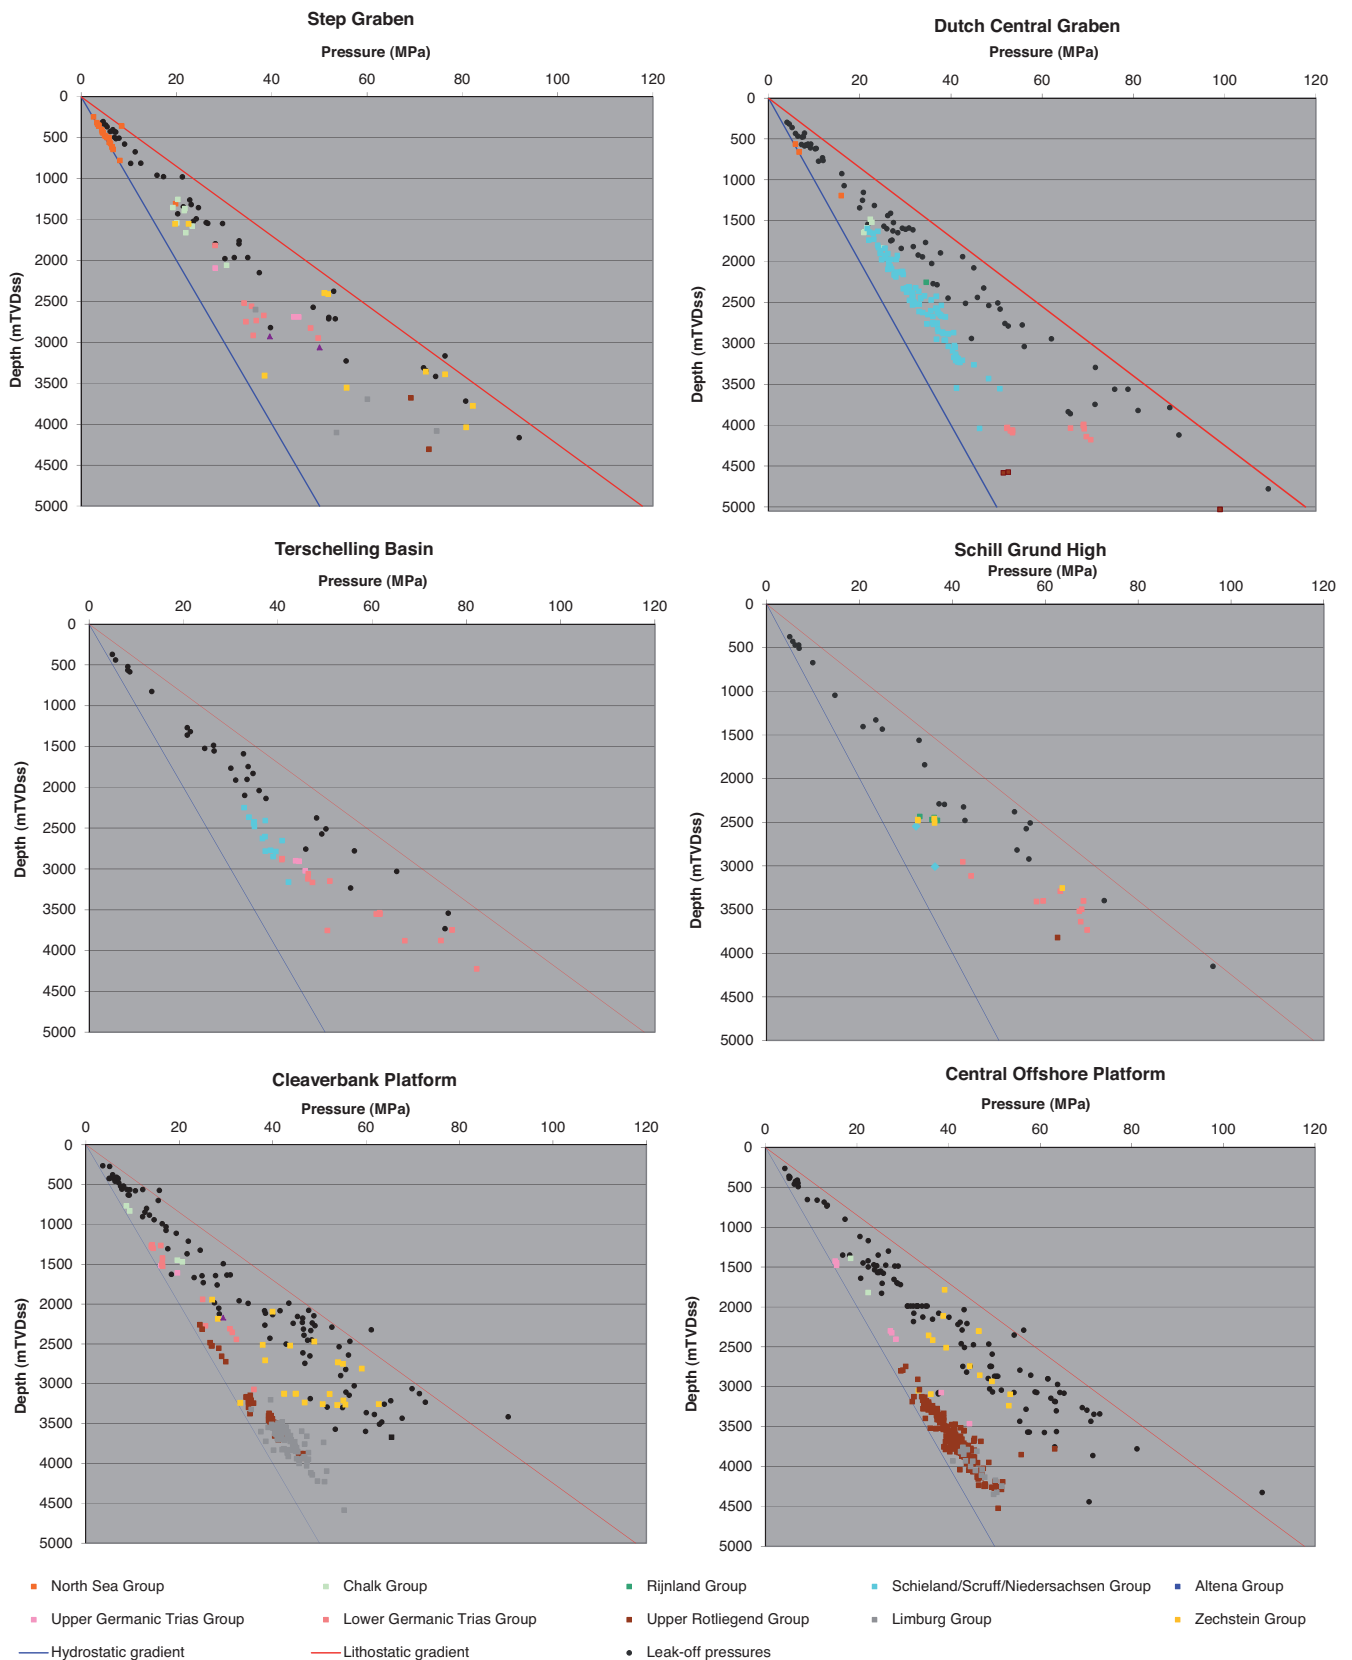 Step Graben
Pressure (MPa)
0 20 40 60 80 100 120
0
500
1000
1500
2000
2500
3000
3500
4000
4500
5000
Depth (mTVDss)
Dutch Central Graben
Pressure (MPa)
0 20 40 60 80 100 120
0
500
1000
1500
2000
2500
3000
3500
4000
4500
5000
Depth (mTVDss)
Terschelling Basin
Pressure (MPa)
0 20 40 60 80 100 120
0
500
1000
1500
2000
2500
3000
3500
4000
4500
5000
Depth (mTVDss)
Schill Grund High
Pressure (MPa)
0 20 40 60 80 100 120
0
500
1000
1500
2000
2500
3000
3500
4000
4500
5000
Depth (mTVDss)
Cleaverbank Platform
Pressure (MPa)
0 20 40 60 80 100 120
0
500
1000
1500
2000
2500
3000
3500
4000
4500
5000
Depth (mTVDss)
Central Offshore Platform
Pressure (MPa)
0 20 40 60 80 100 120
0
500
1000
1500
2000
2500
3000
3500
4000
4500
5000
Depth (mTVDss)
North Sea Group Chalk Group Rijnland Group Schieland/Scruff/Niedersachsen Group Altena Group
Upper Germanic Trias Group Lower Germanic Trias Group Upper Rotliegend Group Limburg Group Zechstein Group
Hydrostatic gradient Lithostatic gradient Leak-off pressures